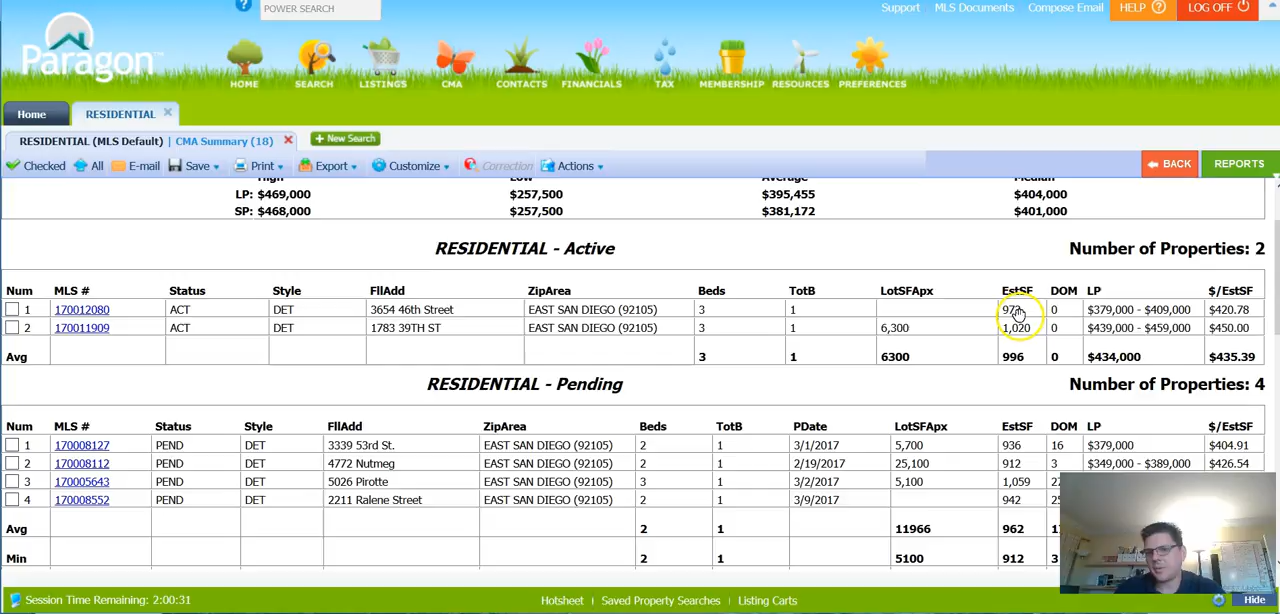 ?
POWER SEARCH
Support MLS Documents Compose Email HELP ? LOG OFF
Paragon
HOME SEARCH LISTINGS CMA CONTACTS FINANCIALS TAX MEMBERSHIP RESOURCES PREFERENCES
Home RESIDENTIAL ×
RESIDENTIAL (MLS Default) | CMA Summary (18) + New Search
Checked All E-mail Save Print Export Customize Correction Actions BACK REPORTS
High Low Average Median
LP: $469,000 $257,500 $395,455 $404,000
SP: $468,000 $257,500 $381,172 $401,000
RESIDENTIAL - Active Number of Properties: 2
Num MLS # Status Style FllAdd ZipArea Beds TotB LotSFApx EstSF DOM LP $/EstSF
1 170012080 ACT DET 3654 46th Street EAST SAN DIEGO (92105) 3 1 0 $379,000 - $409,000 $420.78
2 170011909 ACT DET 1783 39TH ST EAST SAN DIEGO (92105) 3 1 6,300 1,020 0 $439,000 - $459,000 $450.00
Avg 3 1 6300 996 0 $434,000 $435.39
RESIDENTIAL - Pending Number of Properties: 4
Num MLS # Status Style FllAdd ZipArea Beds TotB PDate LotSFApx EstSF DOM LP $/EstSF
1 170008127 PEND DET 3339 53rd St. EAST SAN DIEGO (92105) 2 1 3/1/2017 5,700 936 16 $379,000 $404.91
2 170008112 PEND DET 4772 Nutmeg EAST SAN DIEGO (92105) 2 1 2/19/2017 25,100 912 3 $349,000 - $389,000 $426.54
3 170005643 PEND DET 5026 Pirotte EAST SAN DIEGO (92105) 3 1 3/2/2017 5,100 1,059
4 170008552 PEND DET 2211 Ralene Street EAST SAN DIEGO (92105) 2 1 3/9/2017 942
Avg 2 1 11966 962
Min 2 1 5100 912 3
Session Time Remaining: 2:00:31 Hotsheet | Saved Property Searches | Listing Carts Hide